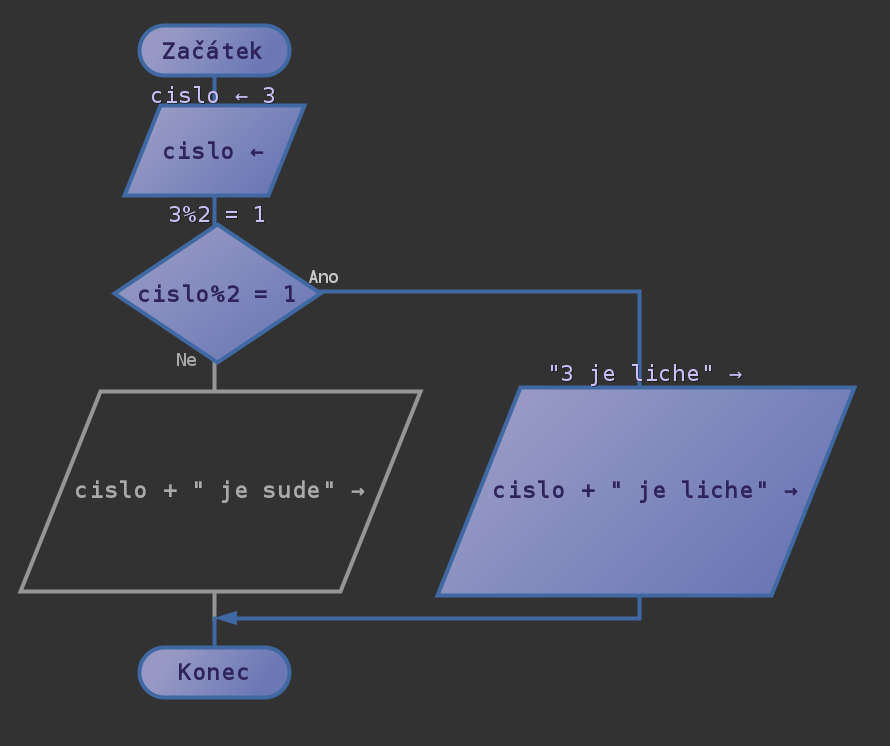 Začátek
cislo ← 3
cislo ←
3%2 = 1
cislo%2 = 1
Ano
Ne
"3 je liche" →
cislo + " je sude" →
cislo + " je liche" →
Konec